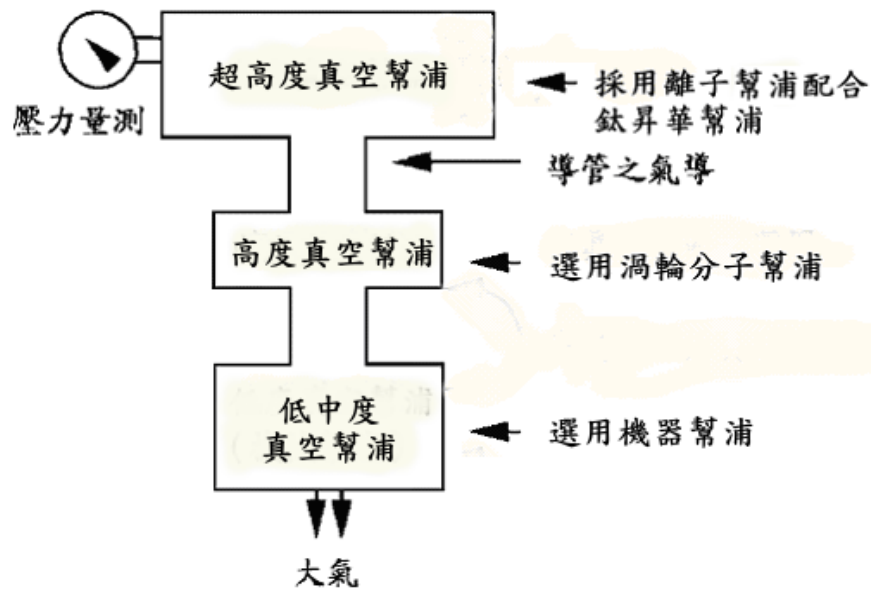 超高度真空幫浦
壓力量測
採用離子幫浦配合
鈦昇華幫浦
導管之氣導
高度真空幫浦
選用渦輪分子幫浦
低中度
真空幫浦
選用機器幫浦
大氣